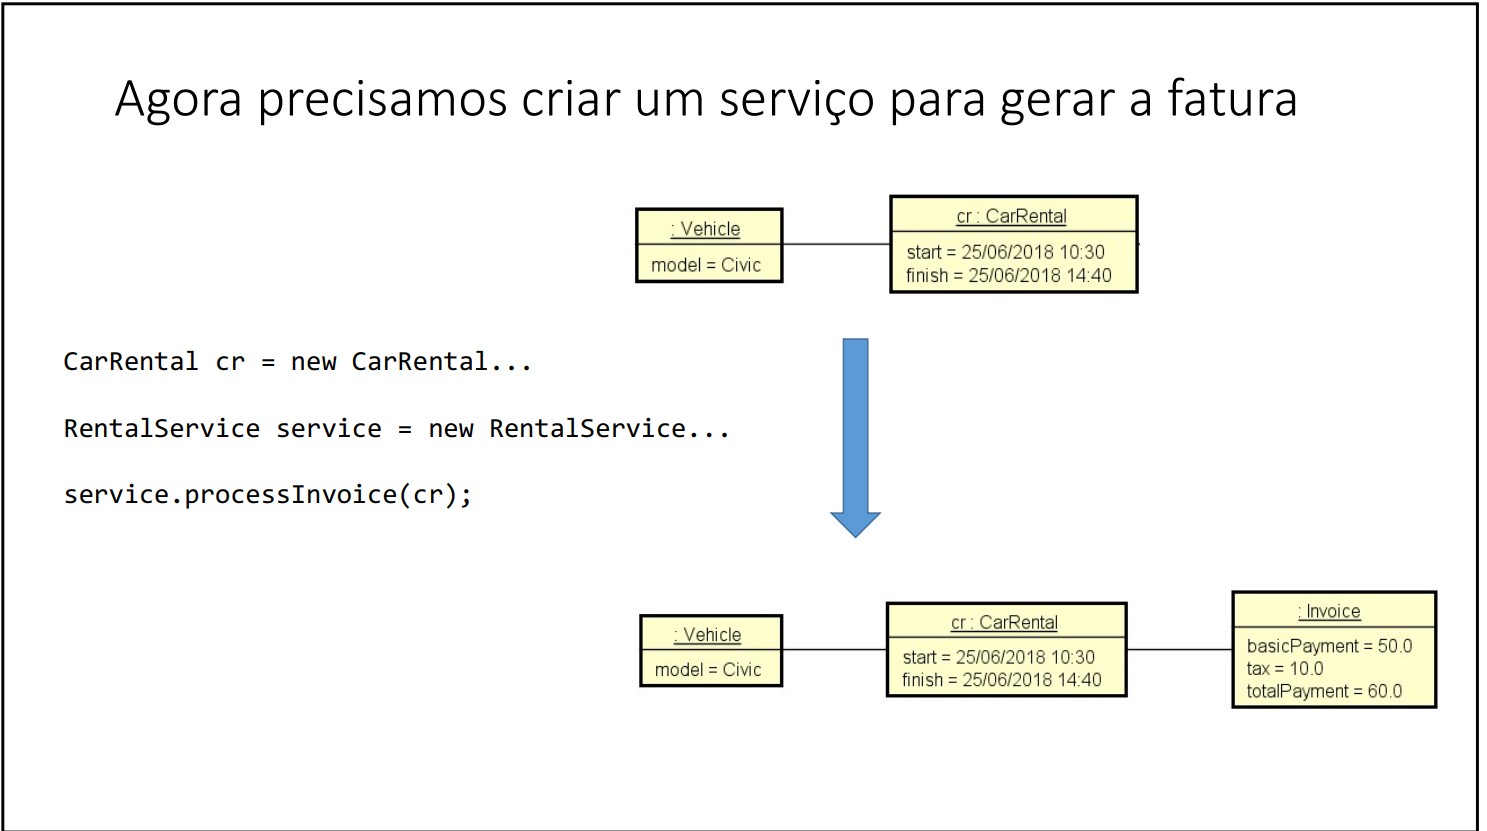 Agora precisamos criar um serviço para gerar a fatura
: Vehicle
model = Civic
cr : CarRental
start = 25/06/2018 10:30
finish = 25/06/2018 14:40
CarRental cr = new CarRental...
RentalService service = new RentalService...
service.processInvoice(cr);
: Vehicle
model = Civic
cr : CarRental
start = 25/06/2018 10:30
finish = 25/06/2018 14:40
: Invoice
basicPayment = 50.0
tax = 10.0
totalPayment = 60.0